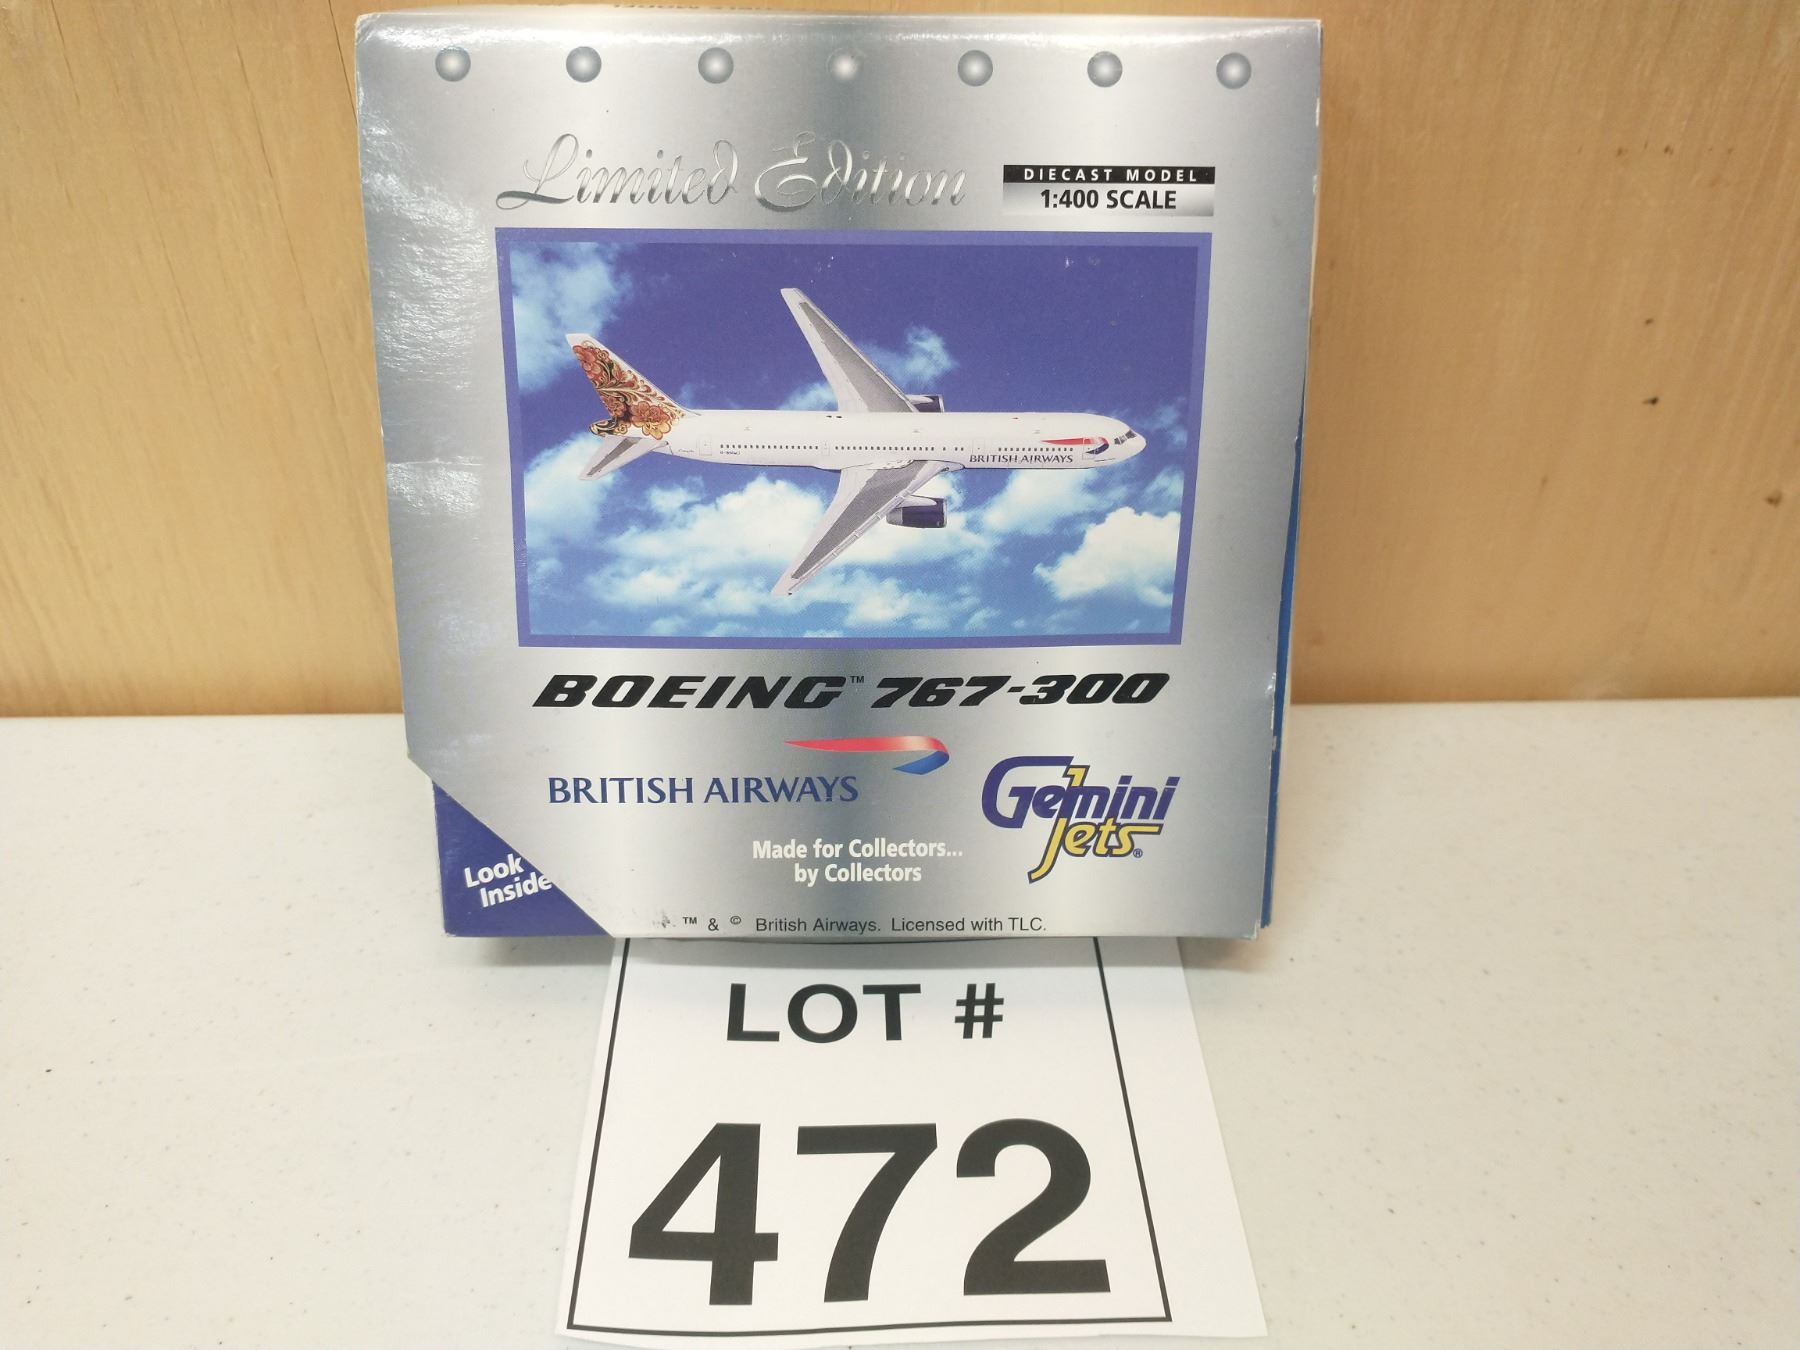 Limited Edition
DIECAST MODEL
1:400 SCALE
BRITISH AIRWAYS
BOEING™ 767-300
BRITISH AIRWAYS
Gemini
Jets®
Made for Collectors...
by Collectors
Look
Inside
™ & © British Airways. Licensed with TLC.
LOT #
472